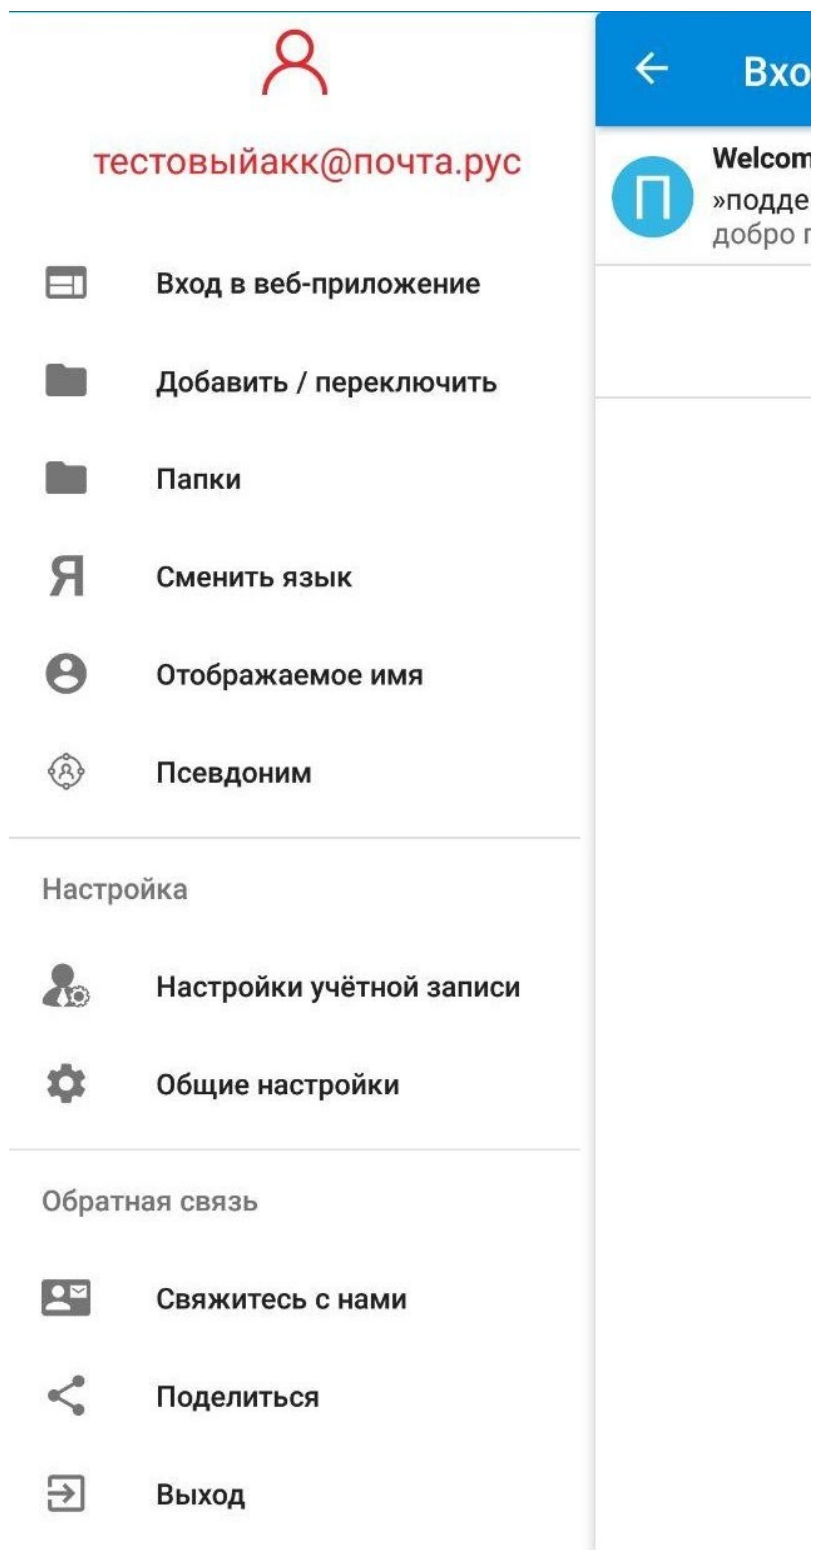 тестовыйакк@почта.рус
Вход в веб-приложение
Добавить / переключить
Папки
Сменить язык
Отображаемое имя
Псевдоним
Настройка
Настройки учётной записи
Общие настройки
Обратная связь
Свяжитесь с нами
Поделиться
Выход
Вхо
П
Welcom
»подде
добро